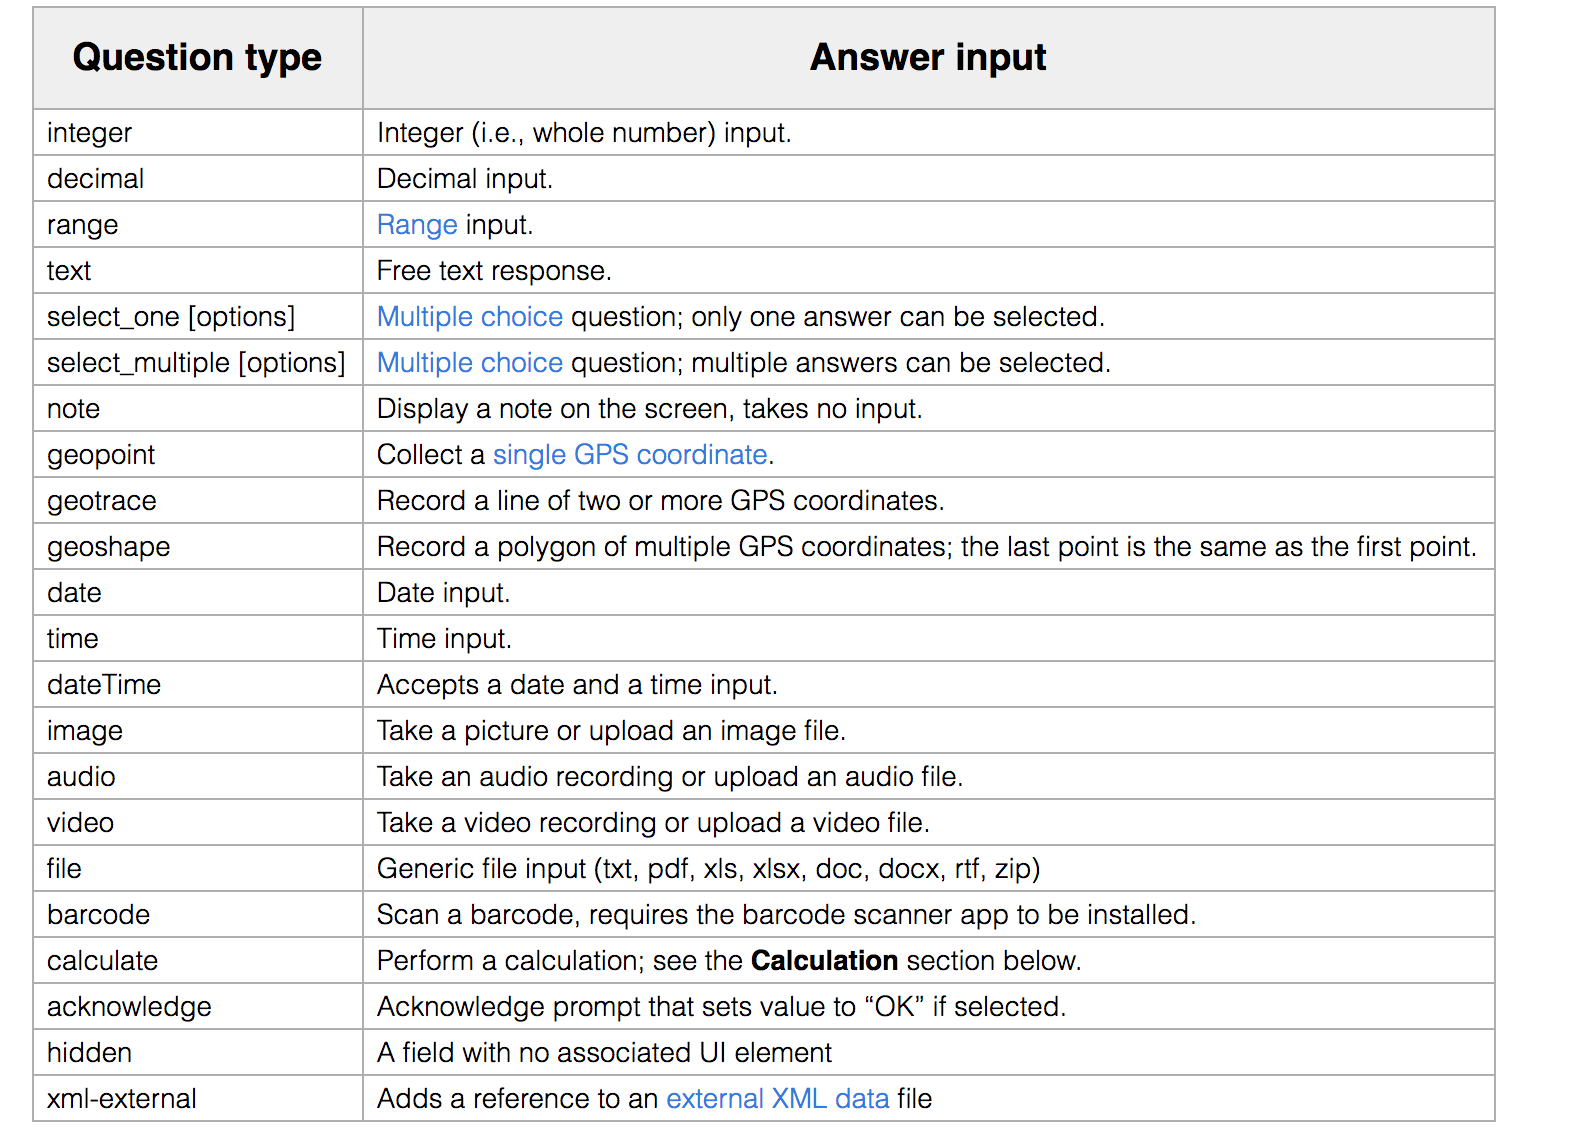 Question type Answer input
integer Integer (i.e., whole number) input.
decimal Decimal input.
range Range input.
text Free text response.
select_one [options] Multiple choice question; only one answer can be selected.
select_multiple [options] Multiple choice question; multiple answers can be selected.
note Display a note on the screen, takes no input.
geopoint Collect a single GPS coordinate.
geotrace Record a line of two or more GPS coordinates.
geoshape Record a polygon of multiple GPS coordinates; the last point is the same as the first point.
date Date input.
time Time input.
dateTime Accepts a date and a time input.
image Take a picture or upload an image file.
audio Take an audio recording or upload an audio file.
video Take a video recording or upload a video file.
file Generic file input (txt, pdf, xls, xlsx, doc, docx, rtf, zip)
barcode Scan a barcode, requires the barcode scanner app to be installed.
calculate Perform a calculation; see the Calculation section below.
acknowledge Acknowledge prompt that sets value to “OK” if selected.
hidden A field with no associated UI element
xml-external Adds a reference to an external XML data file